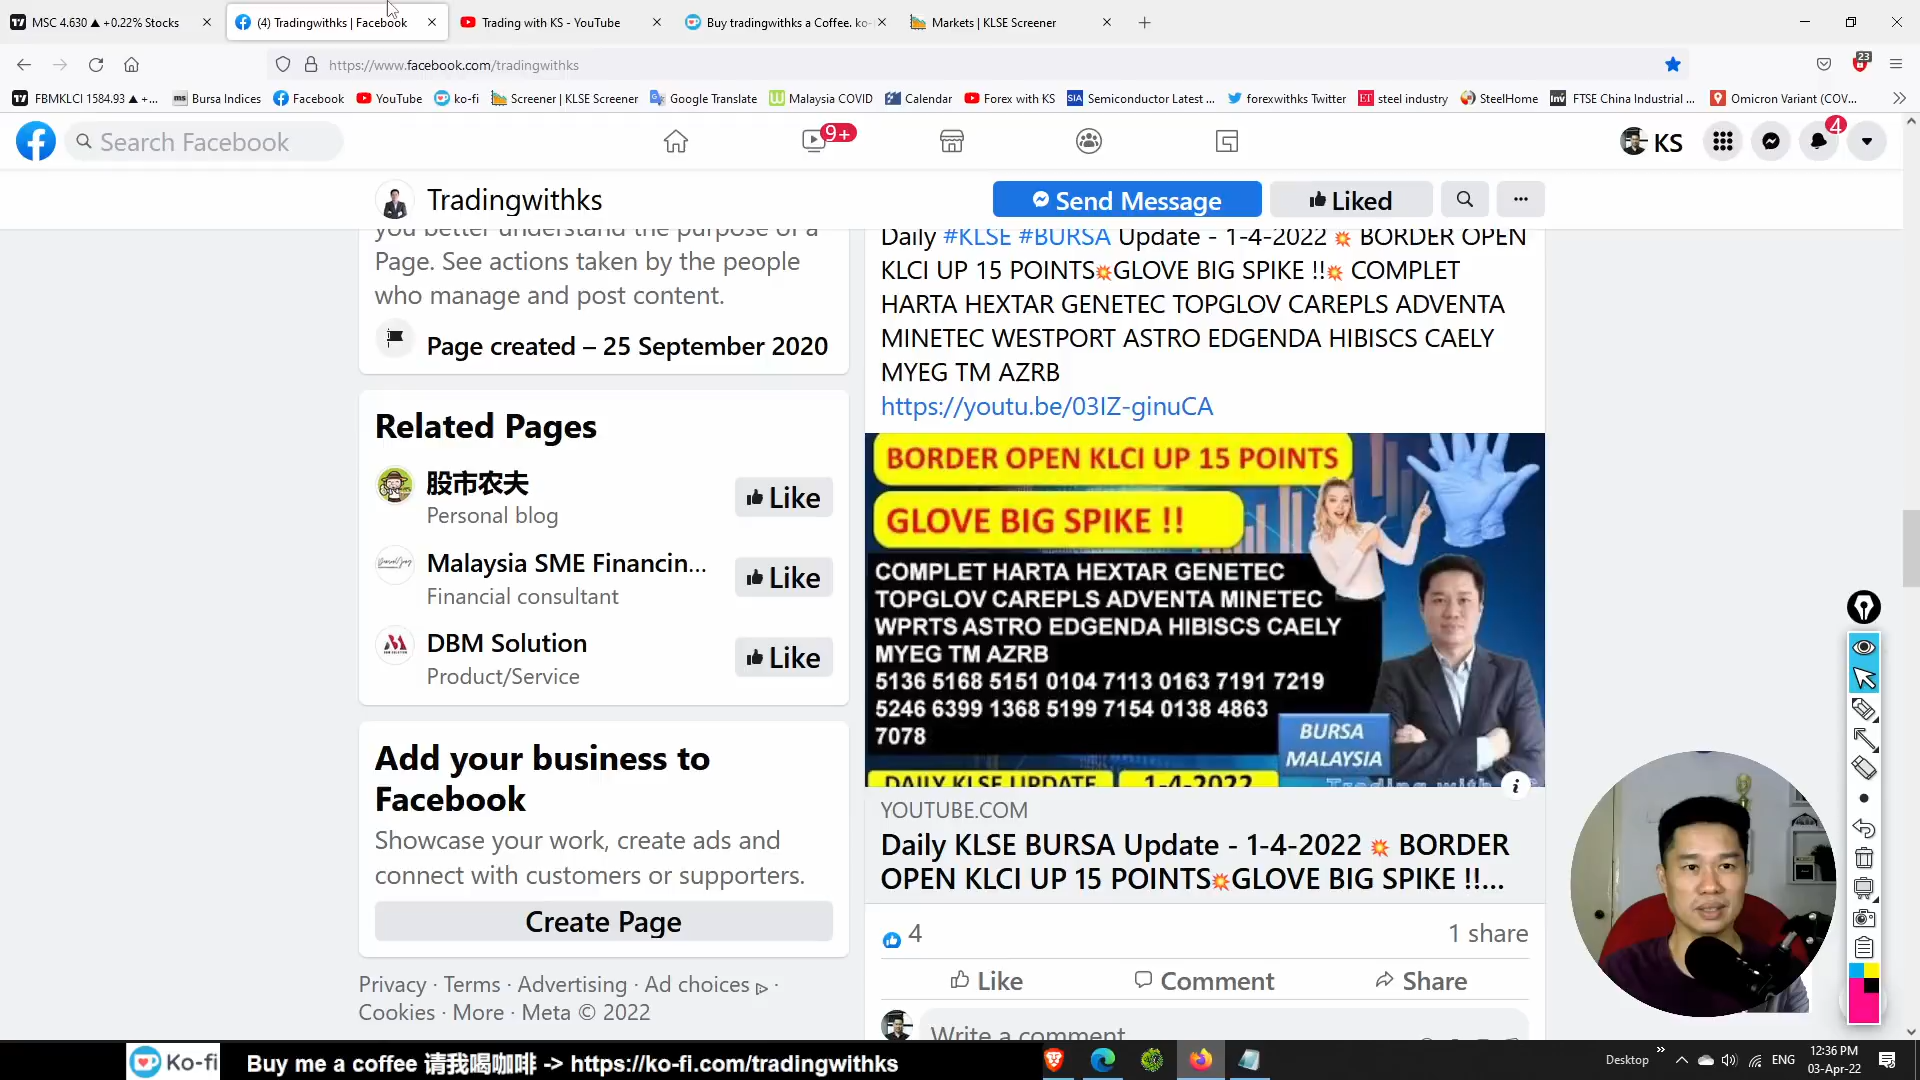 MSC 4.630 ▲ +0.22% Stocks
(4) Tradingwithks | Facebook
Trading with KS - YouTube
Buy tradingwithks a Coffee. ko-
Markets | KLSE Screener
https://www.facebook.com/tradingwithks
23
FBMKLCI 1584.93 ▲ +...
Bursa Indices
Facebook
YouTube
ko-fi
Screener | KLSE Screener
Google Translate
Malaysia COVID
Calendar
Forex with KS
Semiconductor Latest ...
forexwithks Twitter
steel industry
SteelHome
FTSE China Industrial ...
Omicron Variant (COV...
Search Facebook
9+
KS
4
Tradingwithks
Send Message
Liked
you better understand the purpose of a
Page. See actions taken by the people
who manage and post content.
Page created – 25 September 2020
Related Pages
股市农夫
Personal blog
Like
Malaysia SME Financin...
Financial consultant
Like
DBM Solution
Product/Service
Like
Add your business to
Facebook
Showcase your work, create ads and
connect with customers or supporters.
Create Page
Privacy · Terms · Advertising · Ad choices ·
Cookies · More · Meta © 2022
Daily #KLSE #BURSA Update - 1-4-2022 💥 BORDER OPEN
KLCI UP 15 POINTS💥GLOVE BIG SPIKE !!💥 COMPLET
HARTA HEXTAR GENETEC TOPGLOV CAREPLS ADVENTA
MINETEC WESTPORT ASTRO EDGENDA HIBISCS CAELY
MYEG TM AZRB
https://youtu.be/03IZ-ginuCA
BORDER OPEN KLCI UP 15 POINTS
GLOVE BIG SPIKE !!
COMPLET HARTA HEXTAR GENETEC
TOPGLOV CAREPLS ADVENTA MINETEC
WPRTS ASTRO EDGENDA HIBISCS CAELY
MYEG TM AZRB
5136 5168 5151 0104 7113 0163 7191 7219
5246 6399 1368 5199 7154 0138 4863
7078
BURSA
MALAYSIA
DAILY KLSE UPDATE
1-4-2022
YOUTUBE.COM
Daily KLSE BURSA Update - 1-4-2022 💥 BORDER
OPEN KLCI UP 15 POINTS💥GLOVE BIG SPIKE !!...
4
1 share
Like
Comment
Share
Write a comment
Ko-fi
Buy me a coffee 请我喝咖啡 -> https://ko-fi.com/tradingwithks
Desktop
ENG
12:36 PM
03-Apr-22